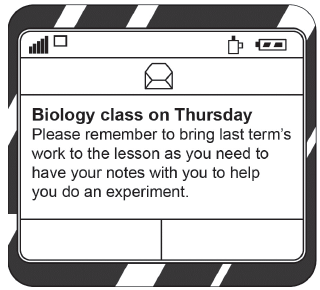 Biology class on Thursday
Please remember to bring last term's
work to the lesson as you need to
have your notes with you to help
you do an experiment.